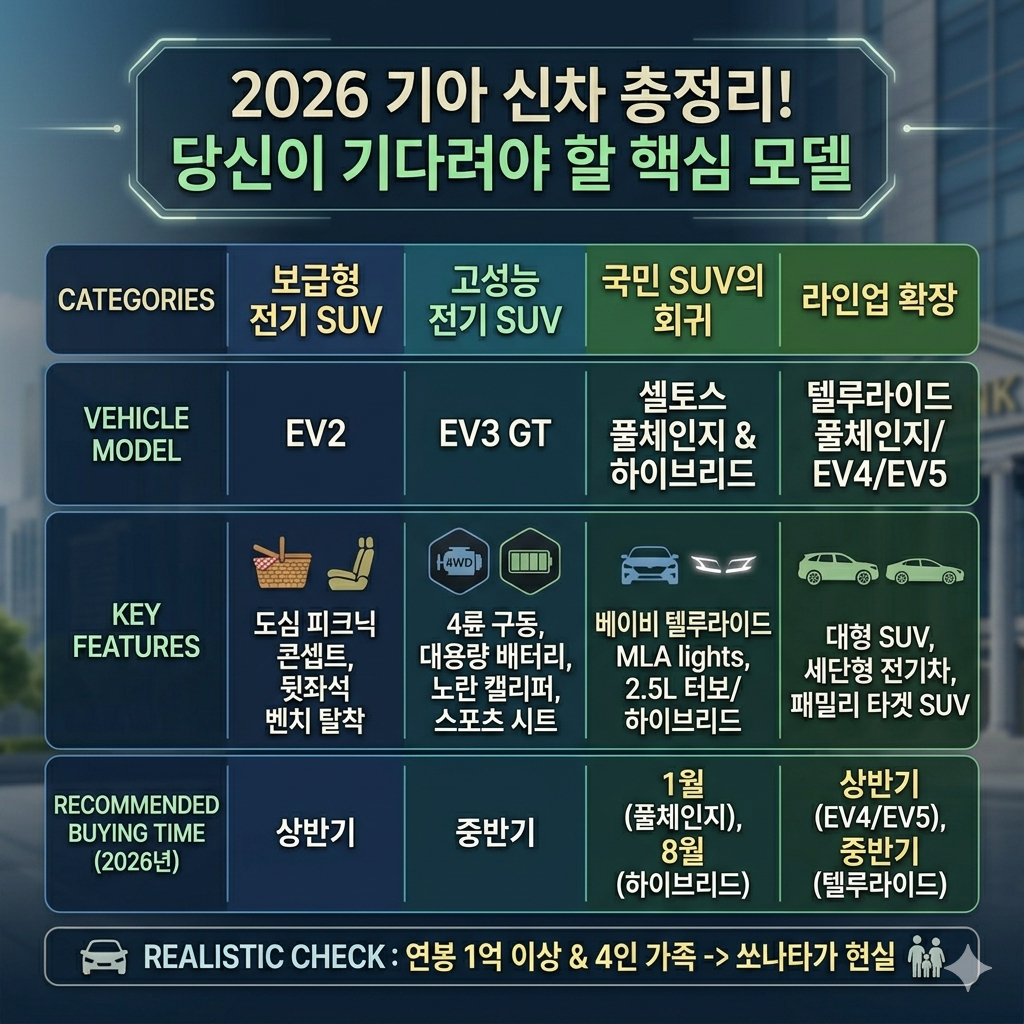 2026 기아 신차 총정리!
당신이 기다려야 할 핵심 모델
CATEGORIES
보급형
전기 SUV
고성능
전기 SUV
국민 SUV의
회귀
라인업 확장
VEHICLE
MODEL
EV2
EV3 GT
셀토스
풀체인지 &
하이브리드
텔루라이드
풀체인지/
EV4/EV5
KEY
FEATURES
도심 피크닉
콘셉트,
뒷좌석
벤치 탈착
4WD
4륜 구동,
대용량 배터리,
노란 캘리퍼,
스포츠 시트
베이비 텔루라이드
MLA lights,
2.5L 터보/
하이브리드
대형 SUV,
세단형 전기차,
패밀리 타겟 SUV
RECOMMENDED
BUYING TIME
(2026년)
상반기
중반기
1월
(풀체인지),
8월
(하이브리드)
상반기
(EV4/EV5),
중반기
(텔루라이드)
REALISTIC CHECK : 연봉 1억 이상 & 4인 가족 -> 쏘나타가 현실